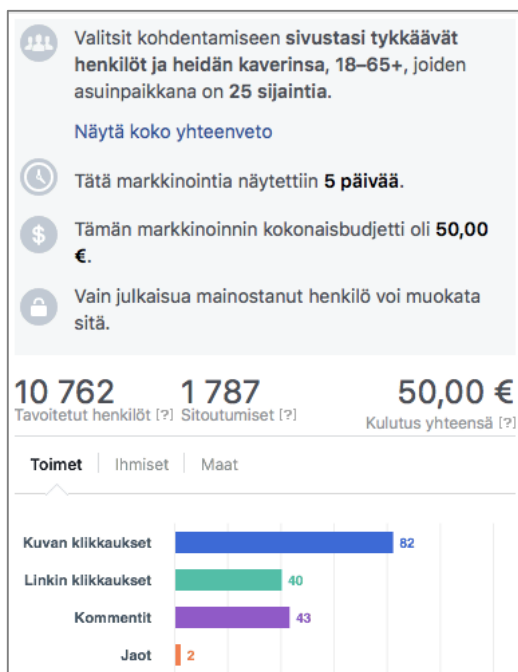 Valitsit kohdentamiseen sivustasi tykkäävät
henkilöt ja heidän kaverinsa, 18–65+, joiden
asuinpaikkana on 25 sijaintia.
Näytä koko yhteenveto
Tätä markkinointia näytettiin 5 päivää.
$ Tämän markkinoinnin kokonaisbudjetti oli 50,00
€.
Vain julkaisua mainostanut henkilö voi muokata
sitä.
10 762 1 787 50,00 €
Tavoitetut henkilöt [?] Sitoutumiset [?] Kulutus yhteensä [?]
Toimet Ihmiset Maat
Kuvan klikkaukset 82
Linkin klikkaukset 40
Kommentit 43
Jaot 2